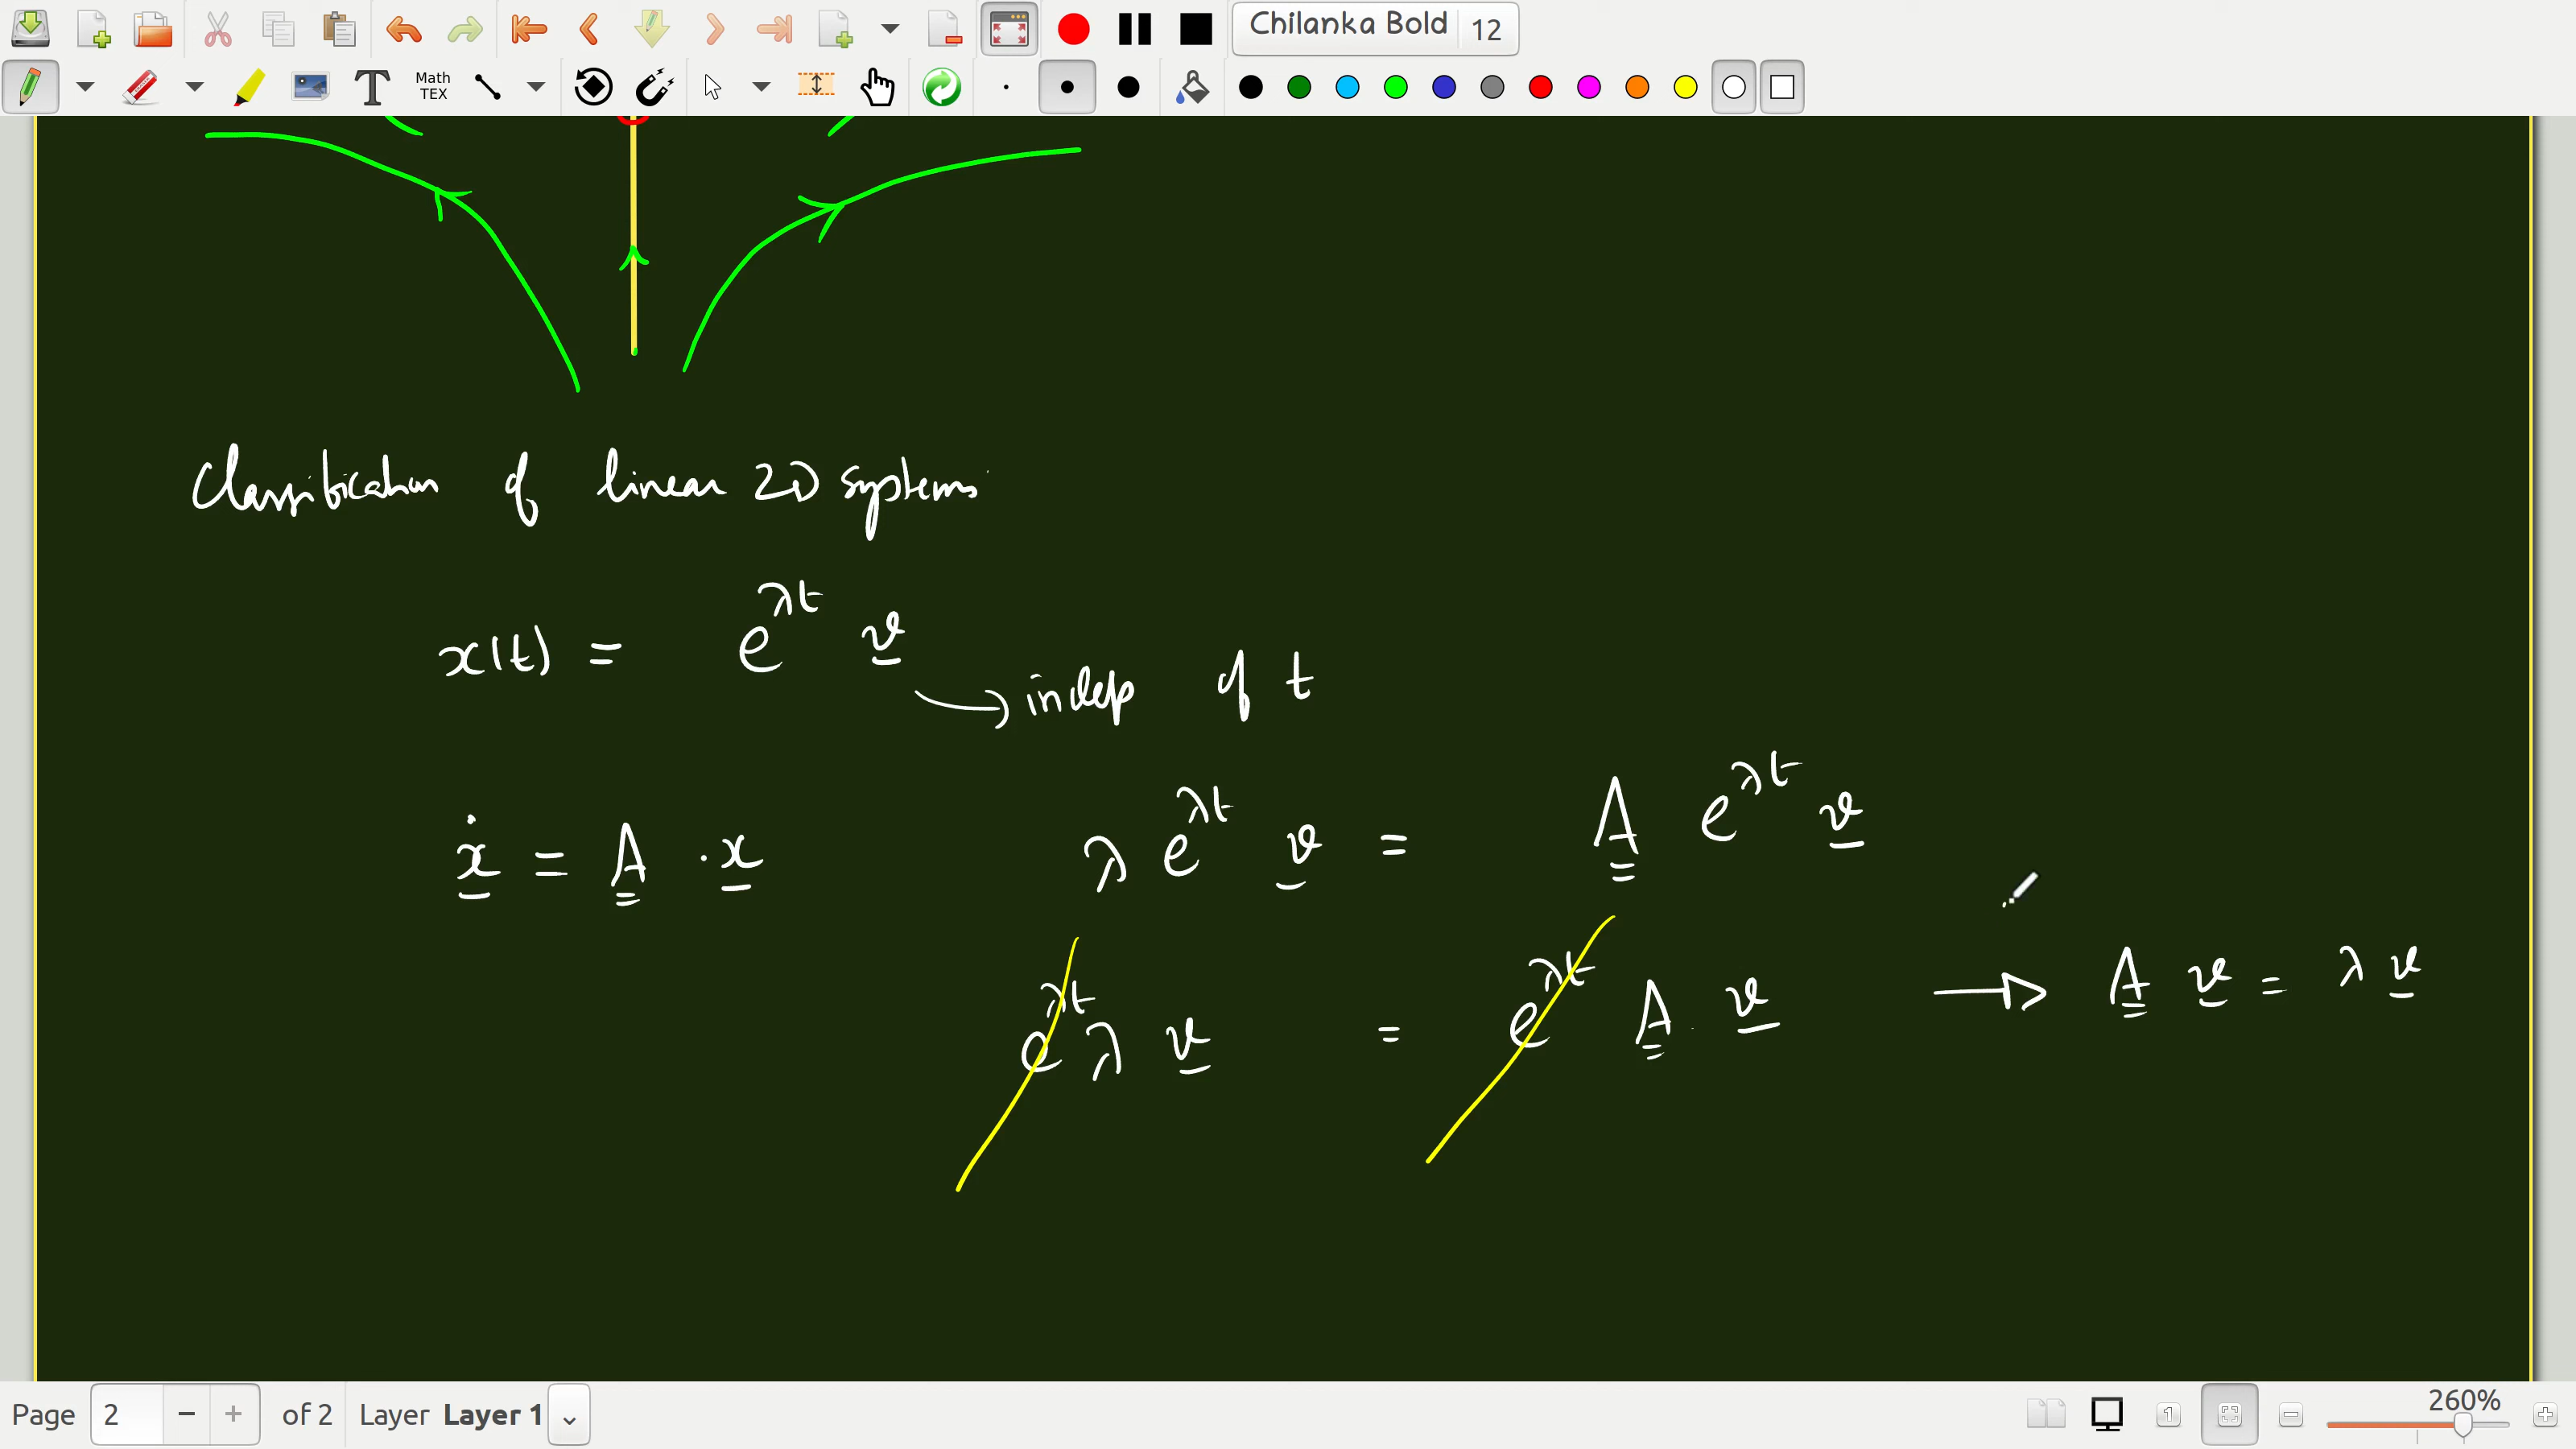 Chilanka Bold 12
Math TEX
Classification of linear 2D systems
x(t) = e^{λt} v
→ indep of t
ẋ = A · x
λ e^{λt} v = A e^{λt} v
e^{λt} λ v = e^{λt} A . v → A v = λ v
Page 2 - + of 2 Layer Layer 1 1 260%